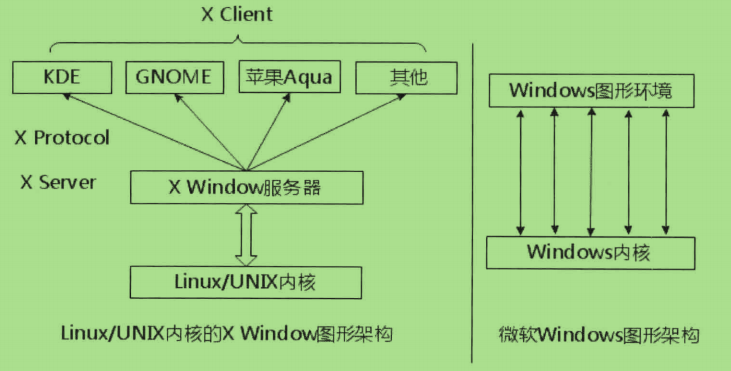 X Client
KDE GNOME 苹果Aqua 其他
X Protocol
X Server X Window服务器
Linux/UNIX内核
Linux/UNIX内核的X Window图形架构
Windows图形环境
Windows内核
微软Windows图形架构